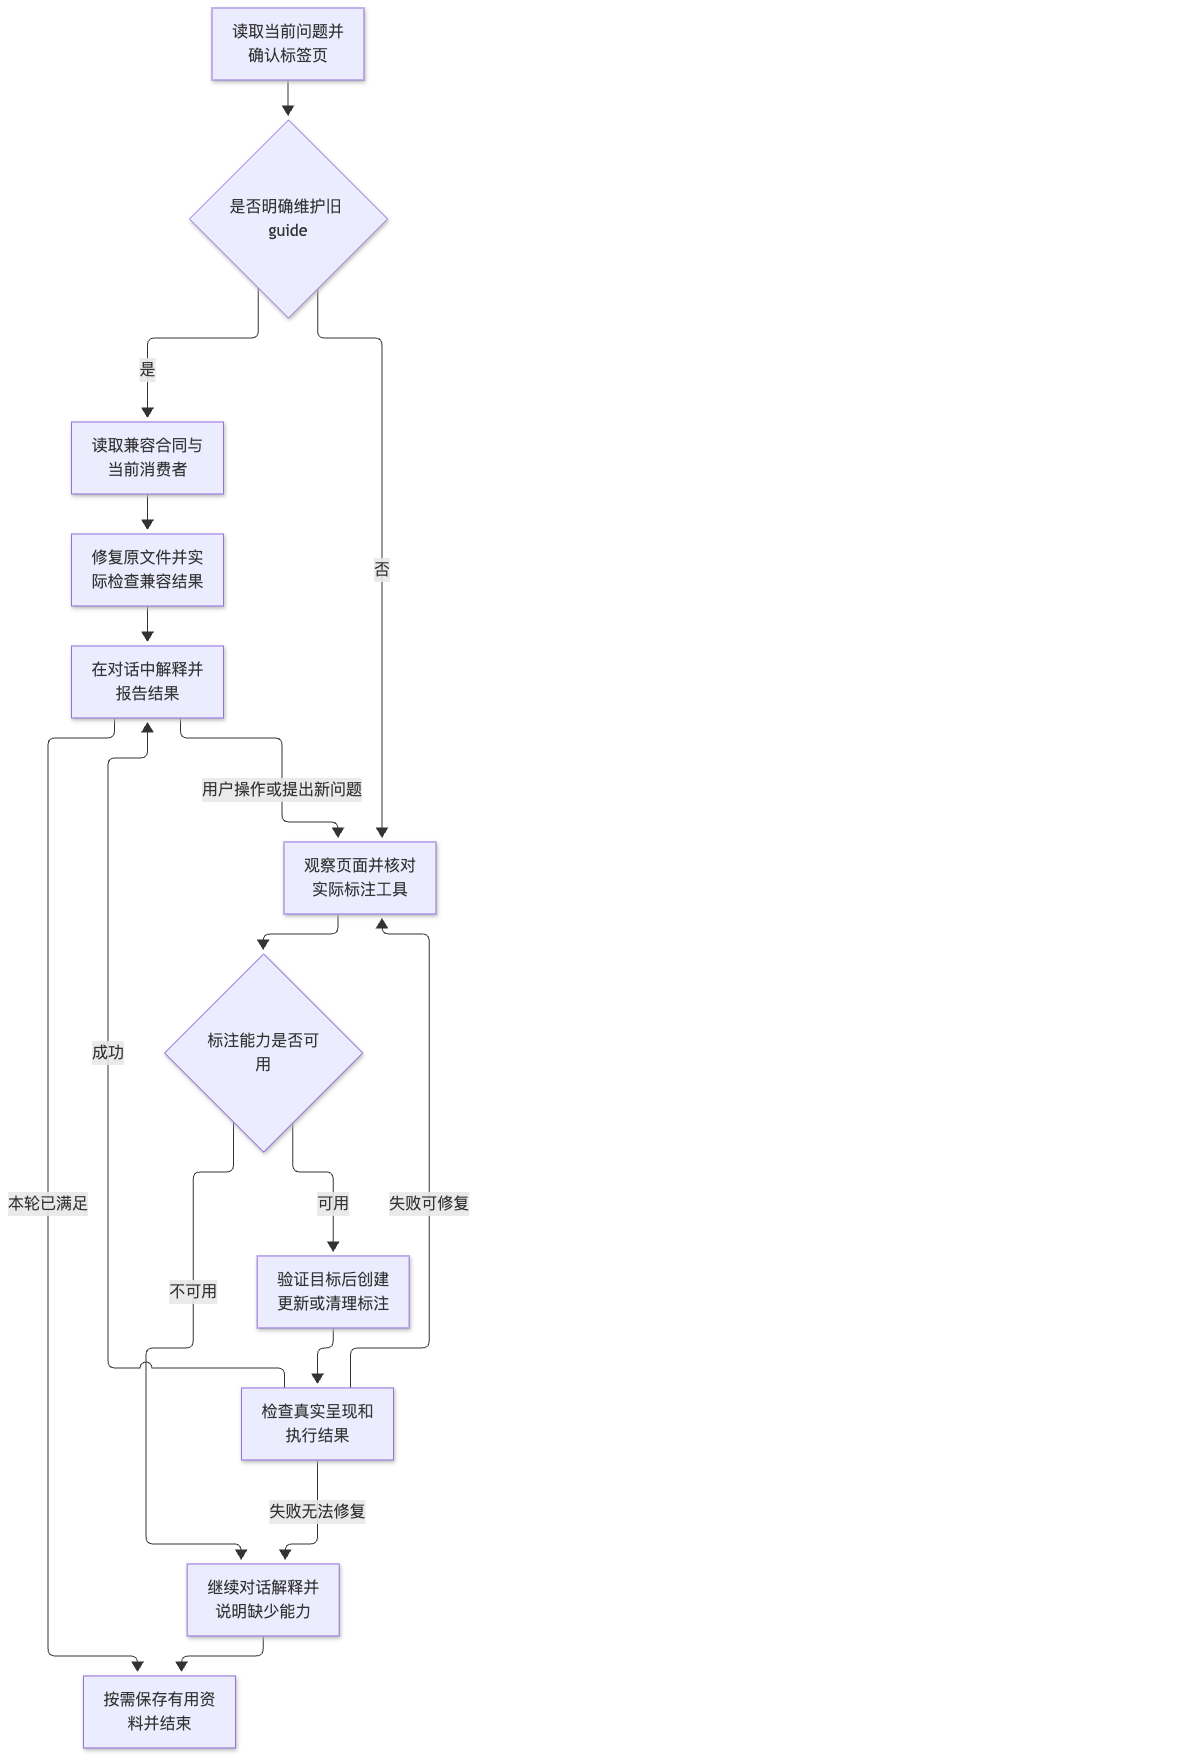 读取当前问题并
确认标签页
是否明确维护旧
guide
是
读取兼容合同与
当前消费者
修复原文件并实
际检查兼容结果
否
在对话中解释并
报告结果
用户操作或提出新问题
观察页面并核对
实际标注工具
标注能力是否可
用
成功
本轮已满足
可用
失败可修复
不可用
验证目标后创建
更新或清理标注
检查真实呈现和
执行结果
失败无法修复
继续对话解释并
说明缺少能力
按需保存有用资
料并结束